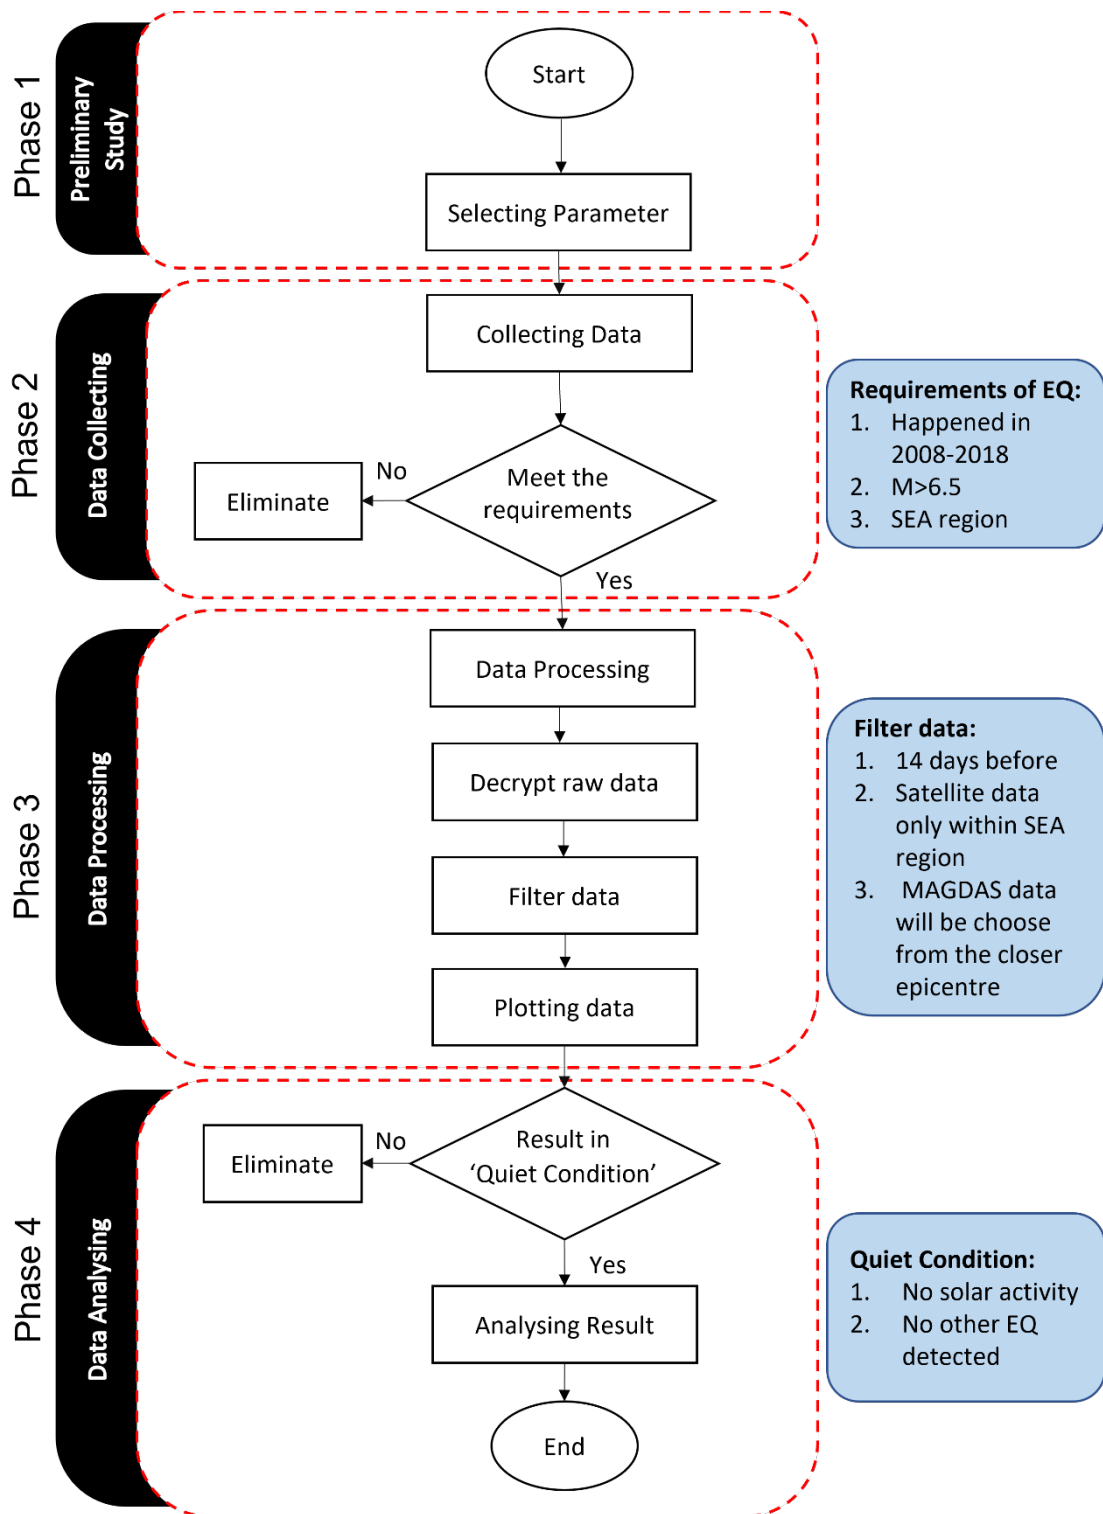 Phase 1
Preliminary
Study
Start
Selecting Parameter
Phase 2
Data Collecting
Collecting Data
Meet the
requirements
No
Eliminate
Yes
Requirements of EQ:
1. Happened in
2008-2018
2. M>6.5
3. SEA region
Phase 3
Data Processing
Data Processing
Decrypt raw data
Filter data
Plotting data
Filter data:
1. 14 days before
2. Satellite data
only within SEA
region
3. MAGDAS data
will be choose
from the closer
epicentre
Phase 4
Data Analysing
Result in
‘Quiet Condition’
No
Eliminate
Yes
Analysing Result
End
Quiet Condition:
1. No solar activity
2. No other EQ
detected